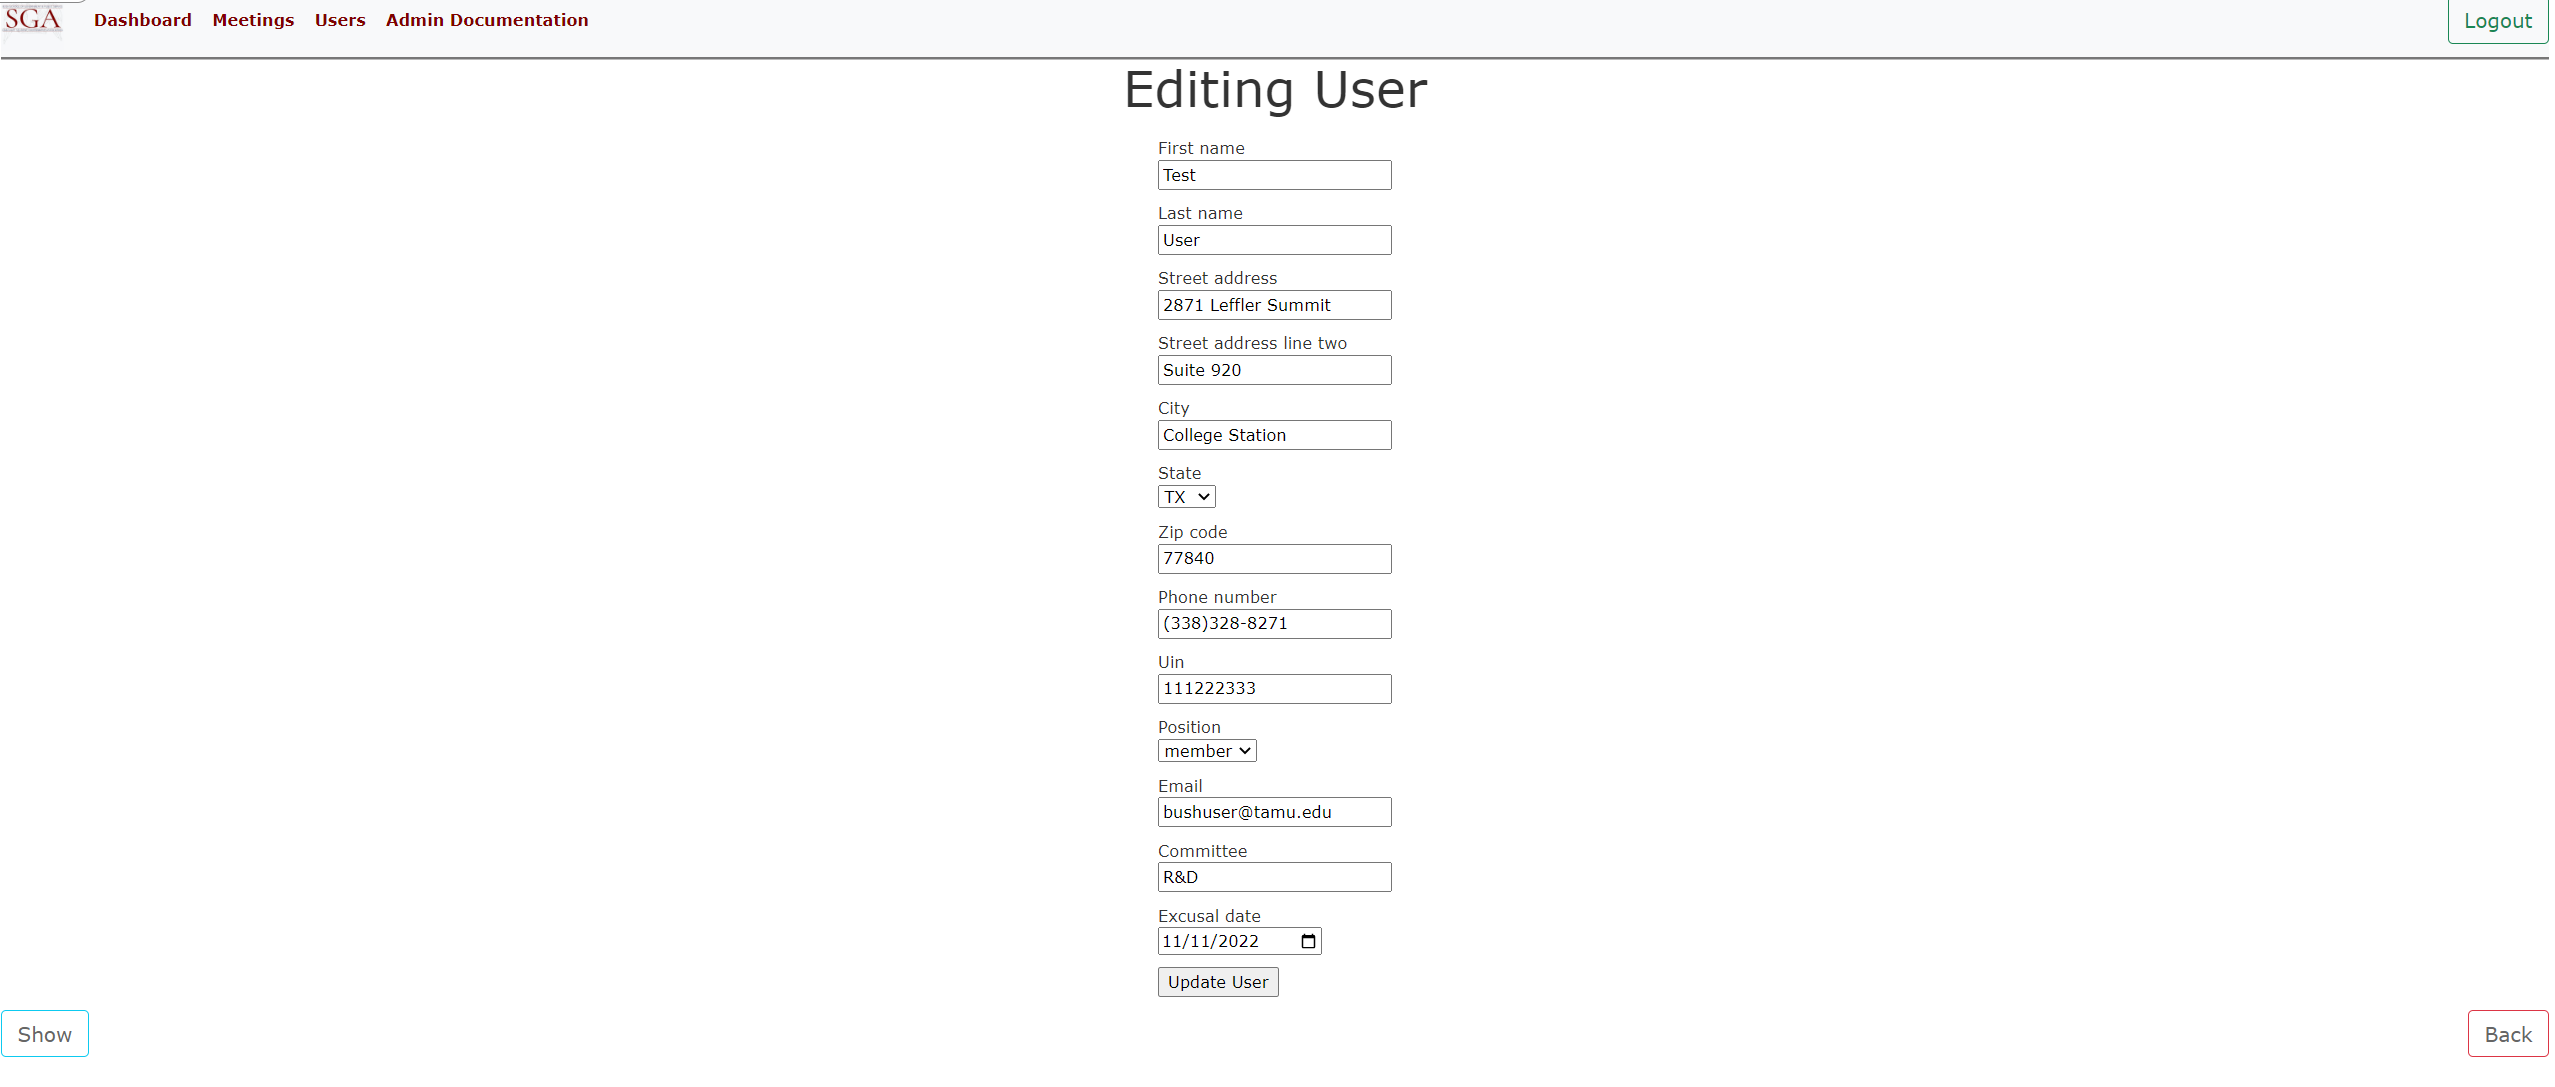 SGA Dashboard Meetings Users Admin Documentation Logout
Editing User
First name
Test
Last name
User
Street address
2871 Leffler Summit
Street address line two
Suite 920
City
College Station
State
TX
Zip code
77840
Phone number
(338)328-8271
Uin
111222333
Position
member
Email
bushuser@tamu.edu
Committee
R&D
Excusal date
11/11/2022
Update User
Show Back